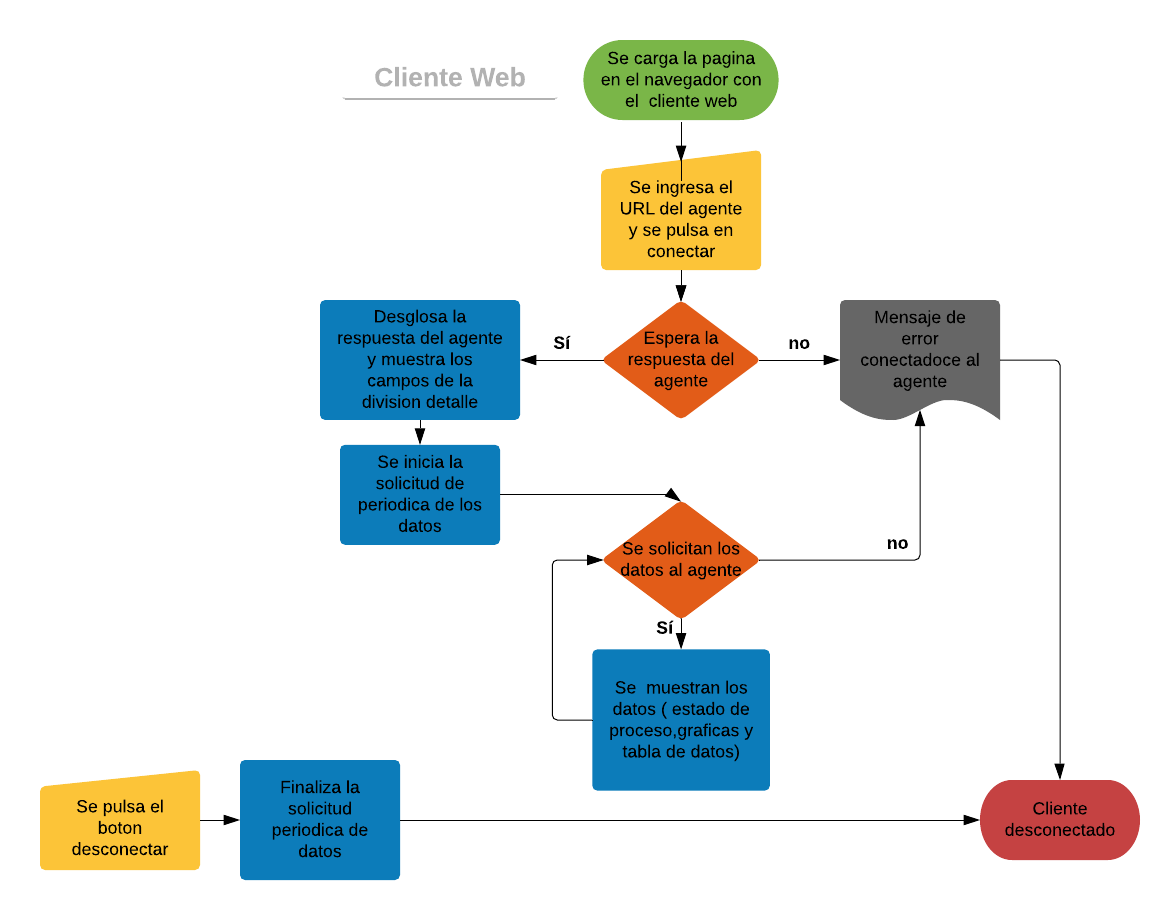 Cliente Web
Se carga la pagina
en el navegador con
el cliente web
Se ingresa el
URL del agente
y se pulsa en
conectar
Desglosa la
respuesta del agente
y muestra los
campos de la
division detalle
Sí
Espera la
respuesta del
agente
no
Mensaje de
error
conectadoce al
agente
Se inicia la
solicitud de
periodica de los
datos
Se solicitan los
datos al agente
no
Sí
Se muestran los
datos ( estado de
proceso,graficas y
tabla de datos)
Se pulsa el
boton
desconectar
Finaliza la
solicitud
periodica de
datos
Cliente
desconectado